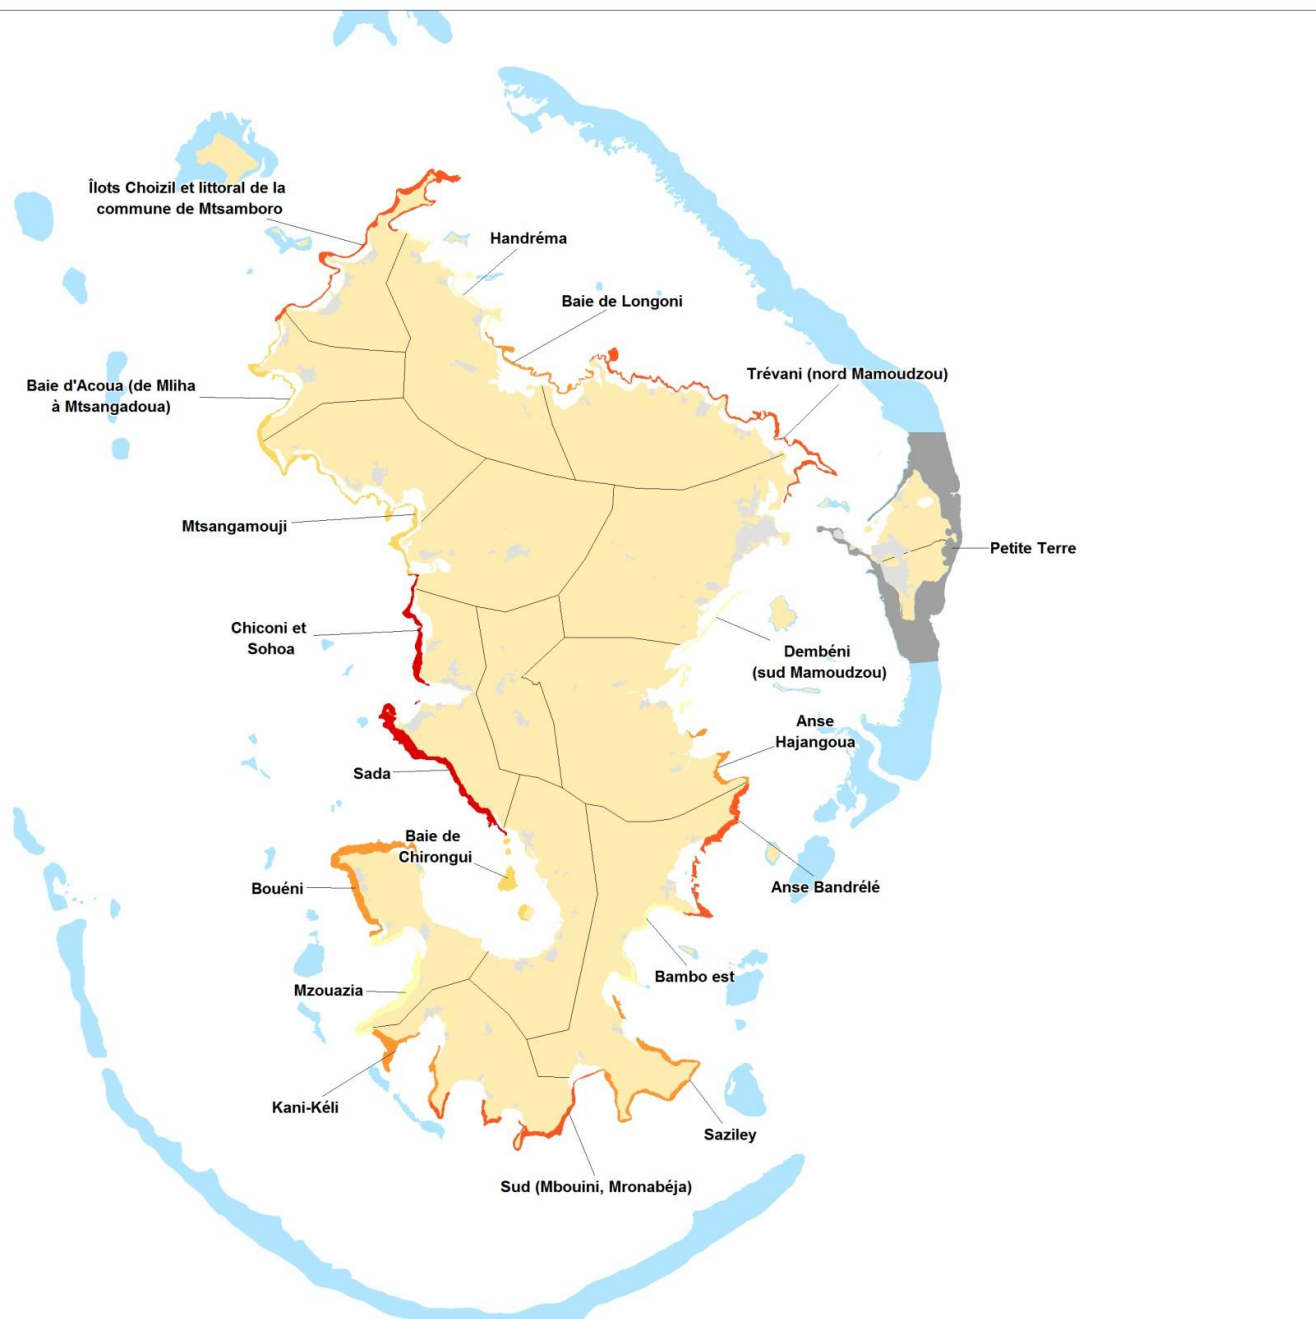 Îlots Choizil et littoral de la
commune de Mtsamboro
Handréma
Baie de Longoni
Trévani (nord Mamoudzou)
Baie d'Acoua (de Mliha
à Mtsangadoua)
Mtsangamouji
Petite Terre
Chiconi et
Sohoa
Dembéni
(sud Mamoudzou)
Anse
Hajangoua
Sada
Baie de
Chirongui
Bouéni
Anse Bandrélé
Bambo est
Mzouazia
Kani-Kéli
Saziley
Sud (Mbouini, Mronabéja)